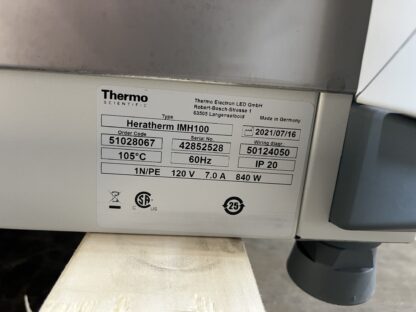 Thermo
SCIENTIFIC
Thermo Electron LED GmbH
Robert-Bosch-Strasse 1
63505 Langenselbold
Made in Germany
Type
Heratherm IMH100
2021/07/16
Order Code
Serial No.
Wiring diagr.
51028067
42852528
50124050
105°C
60Hz
IP 20
1N/PE 120 V 7.0 A 840 W
C US
25